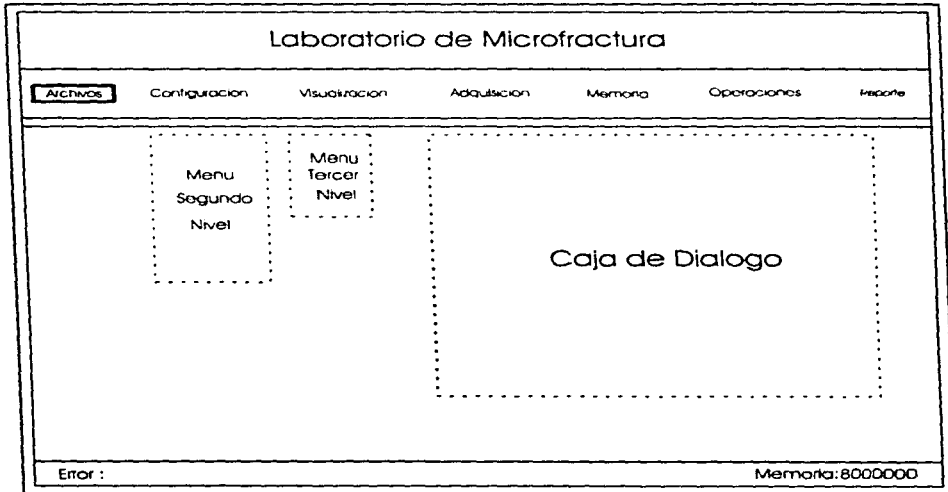 Laboratorio de Microfractura
Archivos Configuracion Visualizacion Adquisicion Memoria Operaciones Reporte
Menu
Segundo
Nivel
Menu
Tercer
Nivel
Caja de Dialogo
Error : Memoria:8000000